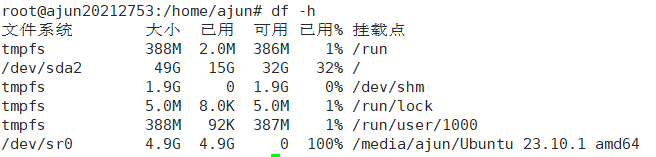 root@ajun20212753:/home/ajun# df -h
文件系统 大小 已用 可用 已用% 挂载点
tmpfs 388M 2.0M 386M 1% /run
/dev/sda2 49G 15G 32G 32% /
tmpfs 1.9G 0 1.9G 0% /dev/shm
tmpfs 5.0M 8.0K 5.0M 1% /run/lock
tmpfs 388M 92K 387M 1% /run/user/1000
/dev/sr0 4.9G 4.9G 0 100% /media/ajun/Ubuntu 23.10.1 amd64